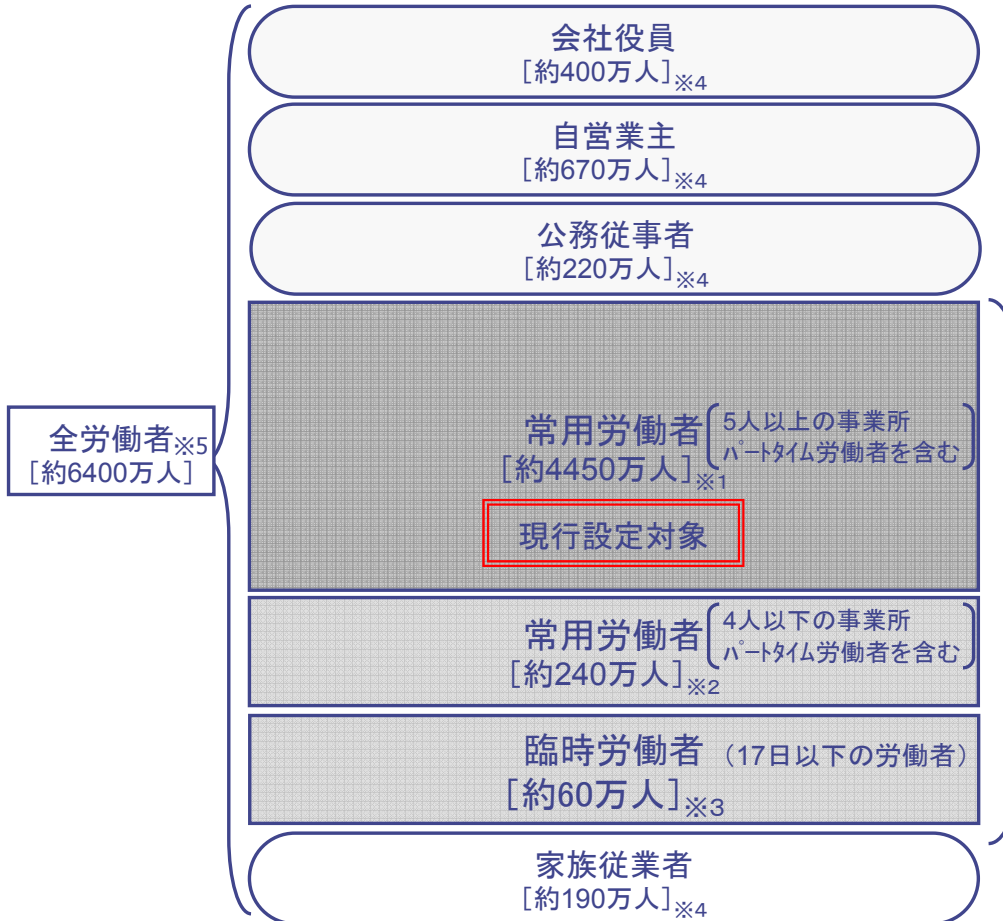 会社役員
［約400万人］※4
自営業主
［約670万人］※4
公務従事者
［約220万人］※4
全労働者※5
［約6400万人］
常用労働者
5人以上の事業所
ﾊﾟｰﾄﾀｲﾑ労働者を含む
［約4450万人］※1
現行設定対象
常用労働者
4人以下の事業所
ﾊﾟｰﾄﾀｲﾑ労働者を含む
［約240万人］※2
臨時労働者（17日以下の労働者）
［約60万人］※3
家族従業者
［約190万人］※4